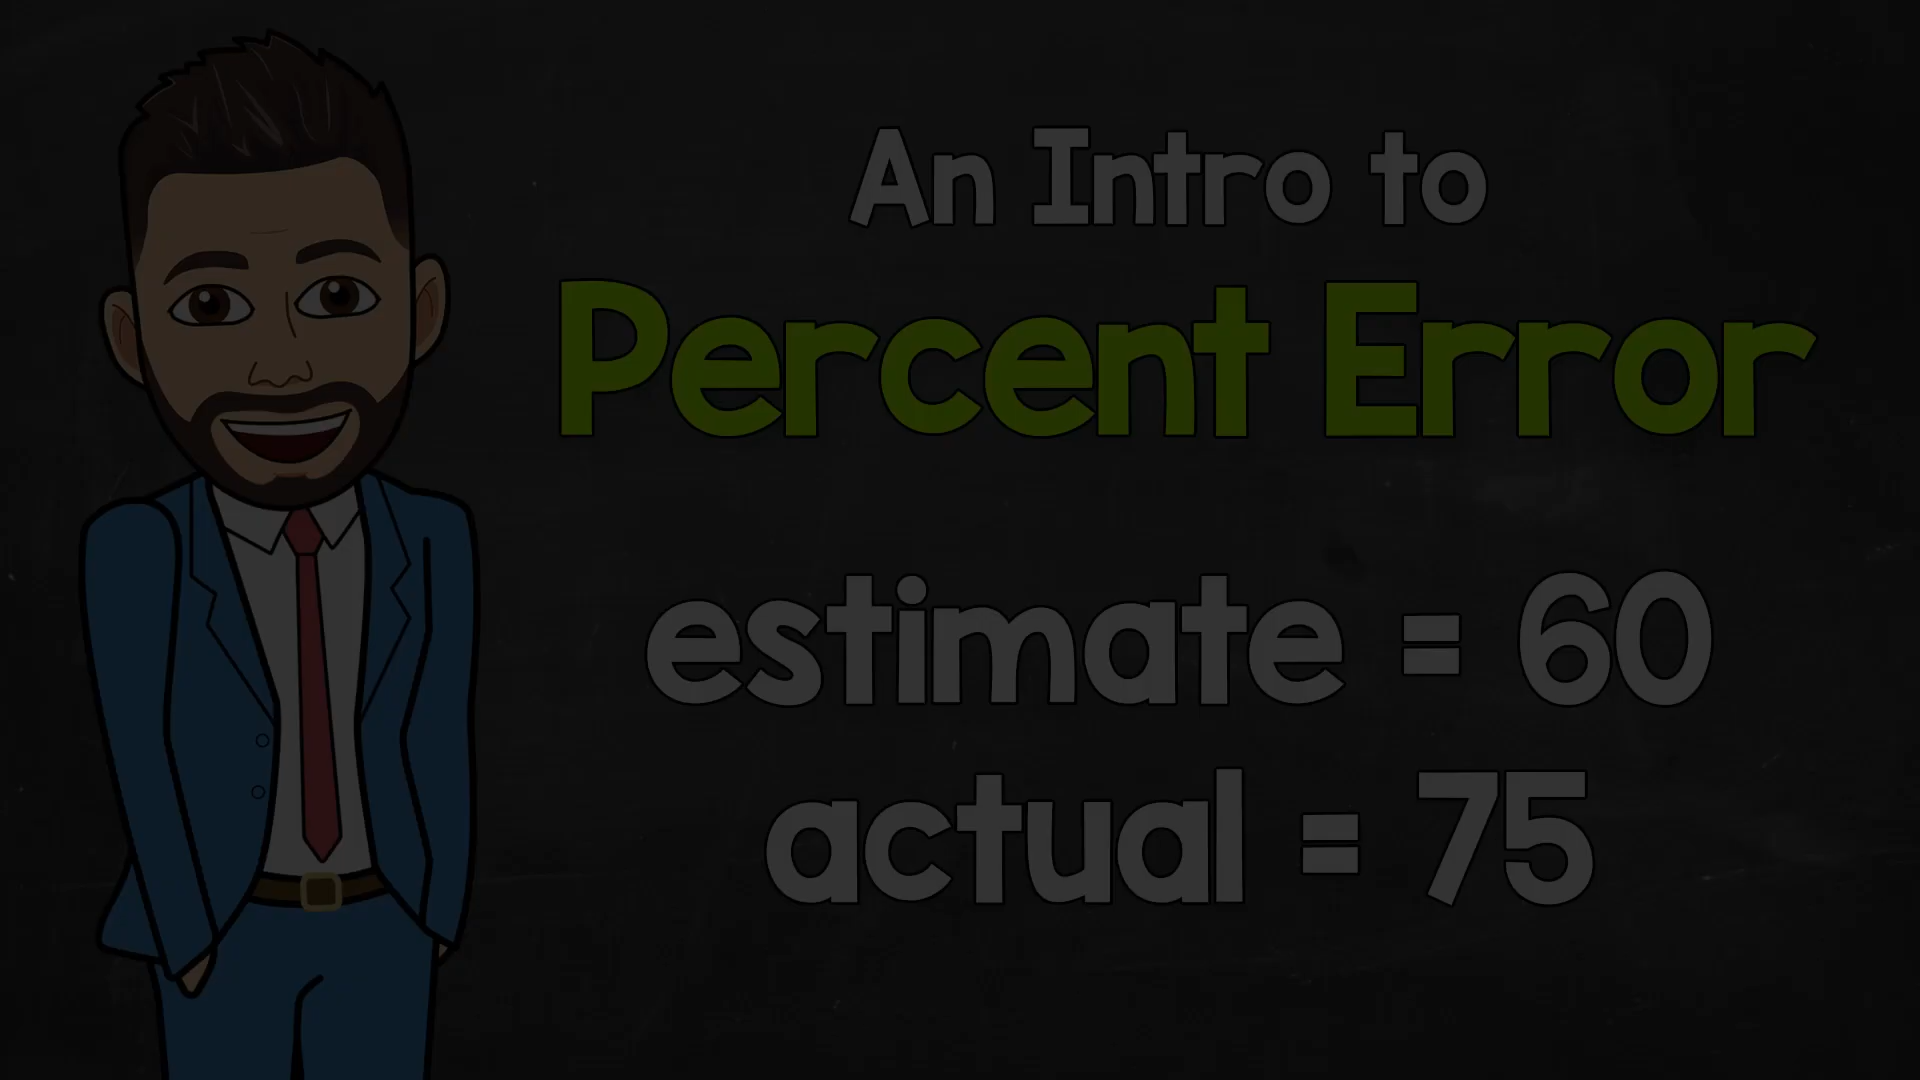 An Intro to
Percent Error
estimate = 60
actual = 75